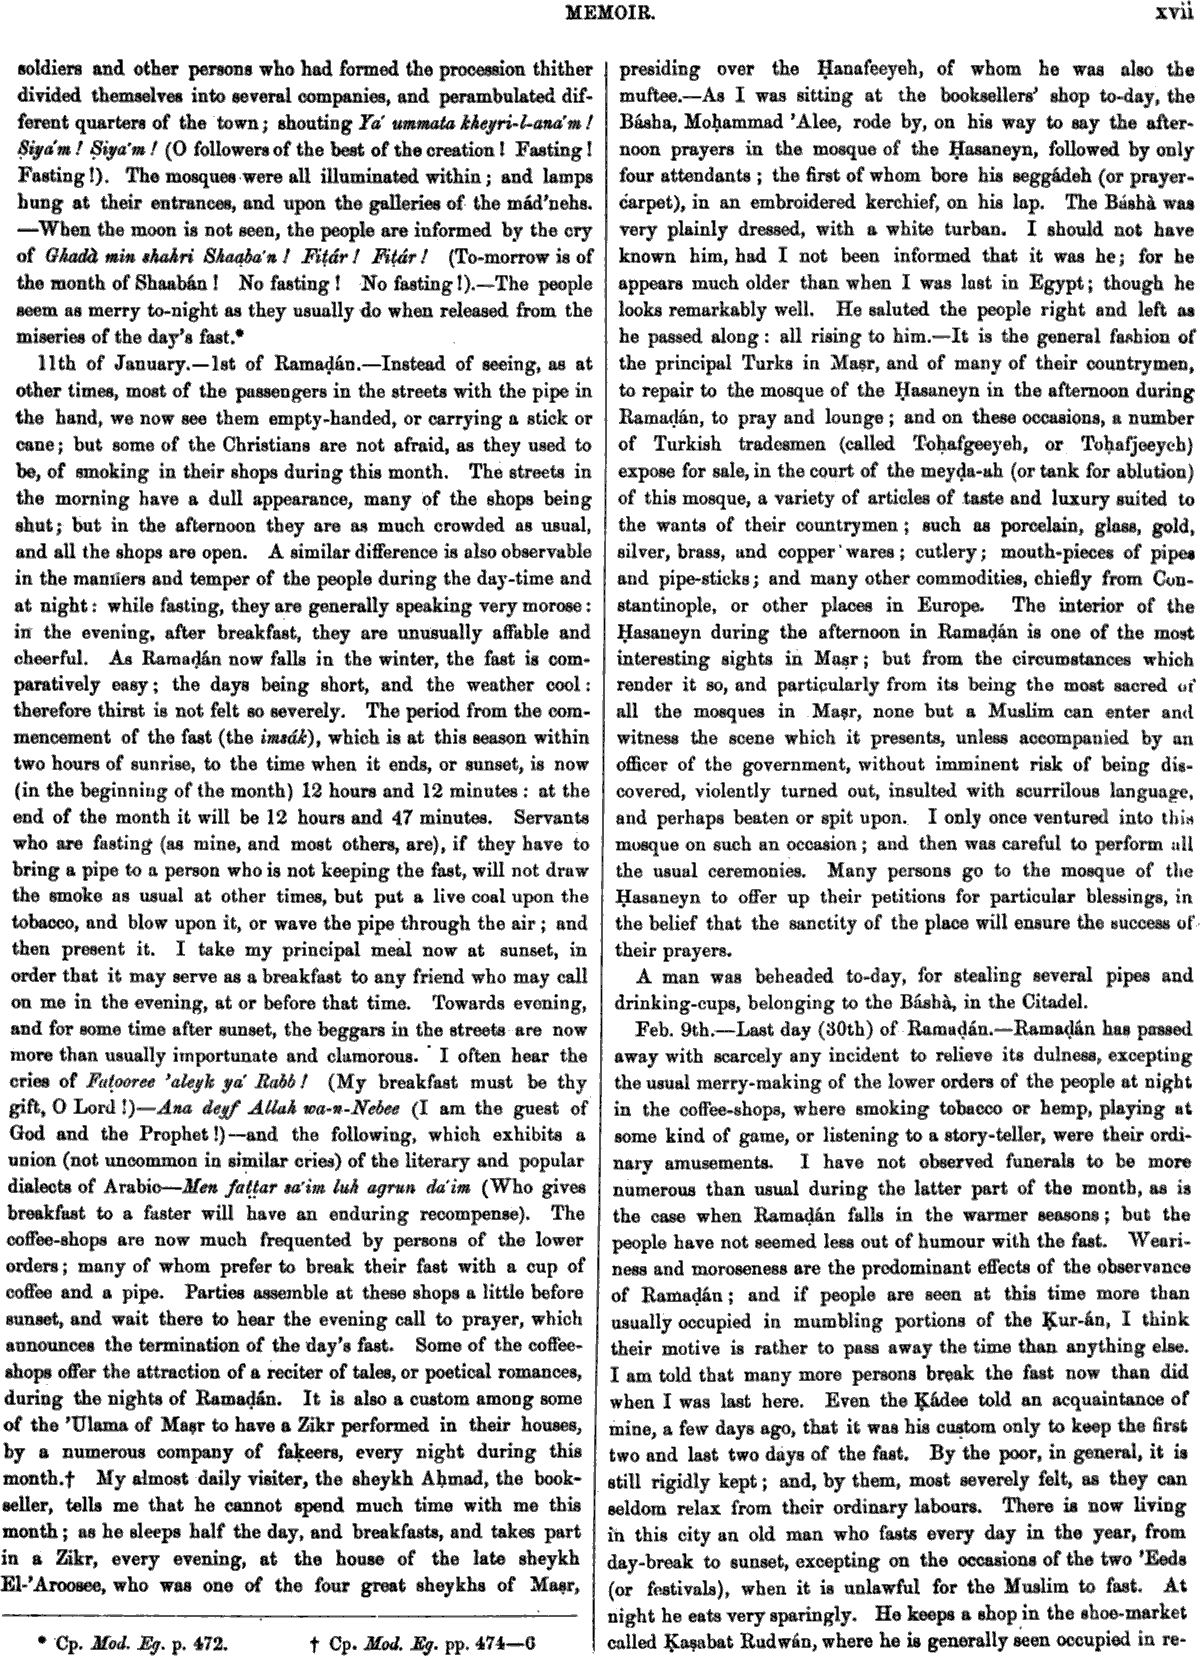 MEMOIR.
xvii
soldiers and other persons who had formed the procession thither
divided themselves into several companies, and perambulated dif-
ferent quarters of the town; shouting Ya´ ummata kheyri-l-ana´m!
Ṣiya´m! Ṣiya´m! (O followers of the best of the creation! Fasting!
Fasting!). The mosques were all illuminated within; and lamps
hung at their entrances, and upon the galleries of the mád’nehs.
—When the moon is not seen, the people are informed by the cry
of Ghadà min shahri Shaạba´n! Fiṭár! Fiṭár! (To-morrow is of
the month of Shaabán! No fasting! No fasting!).—The people
seem as merry to-night as they usually do when released from the
miseries of the day’s fast.*
11th of January.—1st of Ramaḍán.—Instead of seeing, as at
other times, most of the passengers in the streets with the pipe in
the hand, we now see them empty-handed, or carrying a stick or
cane; but some of the Christians are not afraid, as they used to
be, of smoking in their shops during this month. The streets in
the morning have a dull appearance, many of the shops being
shut; but in the afternoon they are as much crowded as usual,
and all the shops are open. A similar difference is also observable
in the manners and temper of the people during the day-time and
at night: while fasting, they are generally speaking very morose:
in the evening, after breakfast, they are unusually affable and
cheerful. As Ramaḍán now falls in the winter, the fast is com-
paratively easy; the days being short, and the weather cool:
therefore thirst is not felt so severely. The period from the com-
mencement of the fast (the imsák), which is at this season within
two hours of sunrise, to the time when it ends, or sunset, is now
(in the beginning of the month) 12 hours and 12 minutes: at the
end of the month it will be 12 hours and 47 minutes. Servants
who are fasting (as mine, and most others, are), if they have to
bring a pipe to a person who is not keeping the fast, will not draw
the smoke as usual at other times, but put a live coal upon the
tobacco, and blow upon it, or wave the pipe through the air; and
then present it. I take my principal meal now at sunset, in
order that it may serve as a breakfast to any friend who may call
on me in the evening, at or before that time. Towards evening,
and for some time after sunset, the beggars in the streets are now
more than usually importunate and clamorous. I often hear the
cries of Faṭooree ’aleyk ya´ Rabb! (My breakfast must be thy
gift, O Lord!)—Ana deyf Allah wa-n-Nebee (I am the guest of
God and the Prophet!)—and the following, which exhibits a
union (not uncommon in similar cries) of the literary and popular
dialects of Arabic—Men faṭṭar sa´im luh agrun da´im (Who gives
breakfast to a faster will have an enduring recompense). The
coffee-shops are now much frequented by persons of the lower
orders; many of whom prefer to break their fast with a cup of
coffee and a pipe. Parties assemble at these shops a little before
sunset, and wait there to hear the evening call to prayer, which
announces the termination of the day’s fast. Some of the coffee-
shops offer the attraction of a reciter of tales, or poetical romances,
during the nights of Ramaḍán. It is also a custom among some
of the ’Ulama of Maṣr to have a Zikr performed in their houses,
by a numerous company of faḳeers, every night during this
month.† My almost daily visiter, the sheykh Aḥmad, the book-
seller, tells me that he cannot spend much time with me this
month; as he sleeps half the day, and breakfasts, and takes part
in a Zikr, every evening, at the house of the late sheykh
El-’Aroosee, who was one of the four great sheykhs of Maṣr,
* Cp. Mod. Eg. p. 472. † Cp. Mod. Eg. pp. 474—6
presiding over the Ḥanafeeyeh, of whom he was also the
muftee.—As I was sitting at the booksellers’ shop to-day, the
Básha, Moḥammad ’Alee, rode by, on his way to say the after-
noon prayers in the mosque of the Ḥasaneyn, followed by only
four attendants; the first of whom bore his seggádeh (or prayer-
carpet), in an embroidered kerchief, on his lap. The Báshà was
very plainly dressed, with a white turban. I should not have
known him, had I not been informed that it was he; for he
appears much older than when I was last in Egypt; though he
looks remarkably well. He saluted the people right and left as
he passed along: all rising to him.—It is the general fashion of
the principal Turks in Maṣr, and of many of their countrymen,
to repair to the mosque of the Ḥasaneyn in the afternoon during
Ramaḍán, to pray and lounge; and on these occasions, a number
of Turkish tradesmen (called Toḥafgeeyeh, or Toḥafjeeyeh)
expose for sale, in the court of the meyḍa-ah (or tank for ablution)
of this mosque, a variety of articles of taste and luxury suited to
the wants of their countrymen; such as porcelain, glass, gold,
silver, brass, and copper wares; cutlery; mouth-pieces of pipes
and pipe-sticks; and many other commodities, chiefly from Con-
stantinople, or other places in Europe. The interior of the
Ḥasaneyn during the afternoon in Ramaḍán is one of the most
interesting sights in Maṣr; but from the circumstances which
render it so, and particularly from its being the most sacred of
all the mosques in Maṣr, none but a Muslim can enter and
witness the scene which it presents, unless accompanied by an
officer of the government, without imminent risk of being dis-
covered, violently turned out, insulted with scurrilous language,
and perhaps beaten or spit upon. I only once ventured into this
mosque on such an occasion; and then was careful to perform all
the usual ceremonies. Many persons go to the mosque of the
Ḥasaneyn to offer up their petitions for particular blessings, in
the belief that the sanctity of the place will ensure the success of
their prayers.
A man was beheaded to-day, for stealing several pipes and
drinking-cups, belonging to the Báshà, in the Citadel.
Feb. 9th.—Last day (30th) of Ramaḍán.—Ramaḍán has passed
away with scarcely any incident to relieve its dulness, excepting
the usual merry-making of the lower orders of the people at night
in the coffee-shops, where smoking tobacco or hemp, playing at
some kind of game, or listening to a story-teller, were their ordi-
nary amusements. I have not observed funerals to be more
numerous than usual during the latter part of the month, as is
the case when Ramaḍán falls in the warmer seasons; but the
people have not seemed less out of humour with the fast. Weari-
ness and moroseness are the predominant effects of the observance
of Ramaḍán; and if people are seen at this time more than
usually occupied in mumbling portions of the Ḳur-án, I think
their motive is rather to pass away the time than anything else.
I am told that many more persons break the fast now than did
when I was last here. Even the Ḳádee told an acquaintance of
mine, a few days ago, that it was his custom only to keep the first
two and last two days of the fast. By the poor, in general, it is
still rigidly kept; and, by them, most severely felt, as they can
seldom relax from their ordinary labours. There is now living
in this city an old man who fasts every day in the year, from
day-break to sunset, excepting on the occasions of the two ’Eeds
(or festivals), when it is unlawful for the Muslim to fast. At
night he eats very sparingly. He keeps a shop in the shoe-market
called Ḳaṣabat Rudwán, where he is generally seen occupied in re-